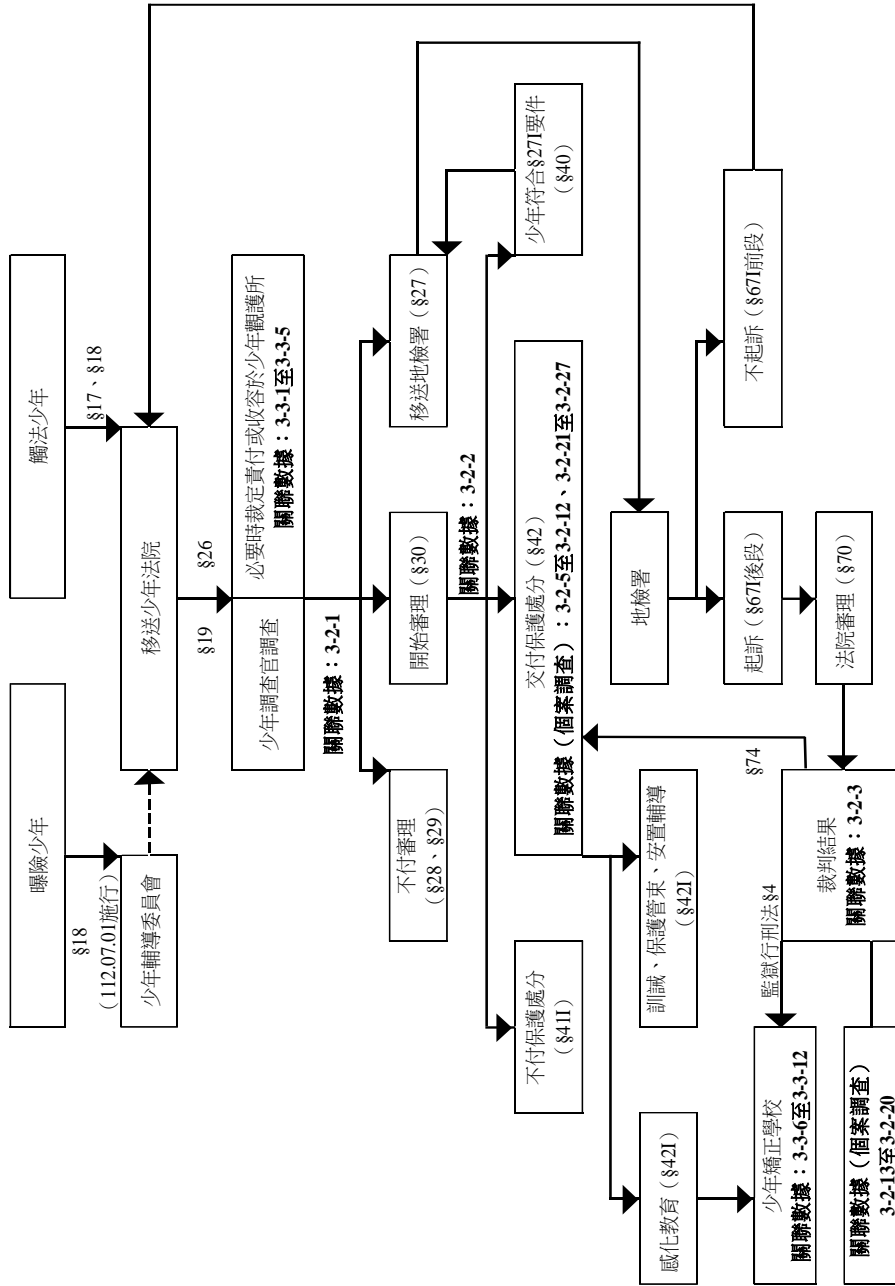 曝險少年
觸法少年
§18
(112.07.01施行)
§17、§18
少年輔導委員會
移送少年法院
§19
§26
少年調查官調查
必要時裁定責付或收容於少年觀護所
關聯數據：3-3-1至3-3-5
關聯數據：3-2-1
不付審理
(§28、§29)
開始審理(§30)
移送地檢署(§27)
關聯數據：3-2-2
不付保護處分
(§41I)
交付保護處分(§42)
關聯數據(個案調查)：3-2-5至3-2-12、3-2-21至3-2-27
少年符合§27I要件
(§40)
感化教育(§42I)
訓誡、保護管束、安置輔導
(§42I)
地檢署
起訴(§67I後段)
不起訴(§67I前段)
§74
法院審理(§70)
監獄行刑法§4
少年矯正學校
關聯數據：3-3-6至3-3-12
裁判結果
關聯數據：3-2-3
關聯數據(個案調查)
3-2-13至3-2-20